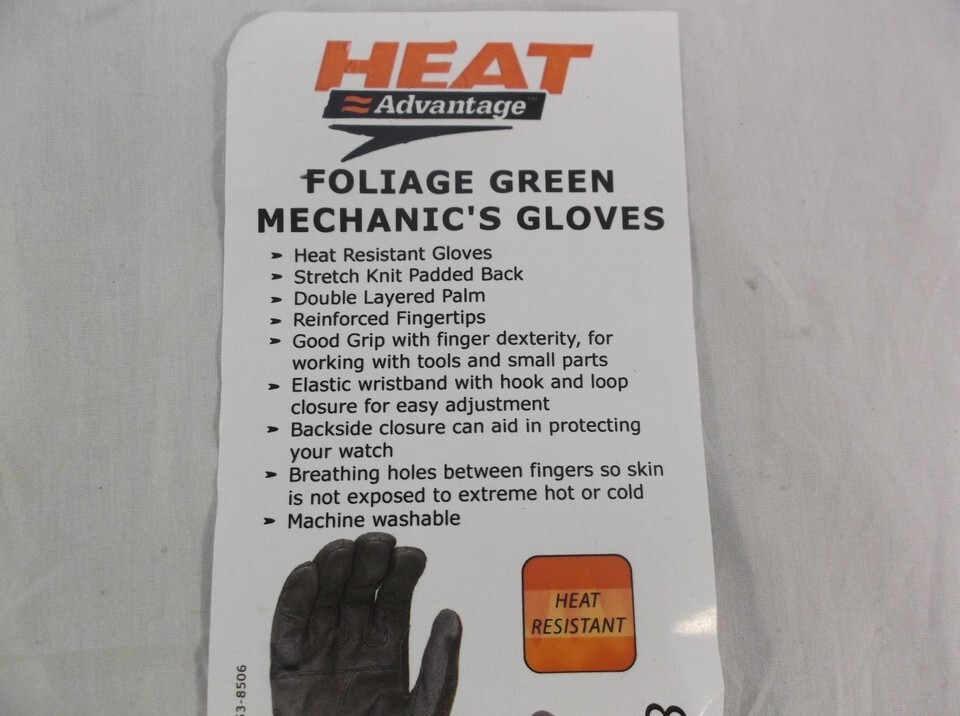 HEAT
Advantage™
FOLIAGE GREEN
MECHANIC'S GLOVES
➤ Heat Resistant Gloves
➤ Stretch Knit Padded Back
➤ Double Layered Palm
➤ Reinforced Fingertips
➤ Good Grip with finger dexterity, for
working with tools and small parts
➤ Elastic wristband with hook and loop
closure for easy adjustment
➤ Backside closure can aid in protecting
your watch
➤ Breathing holes between fingers so skin
is not exposed to extreme hot or cold
➤ Machine washable
HEAT
RESISTANT
53-8506